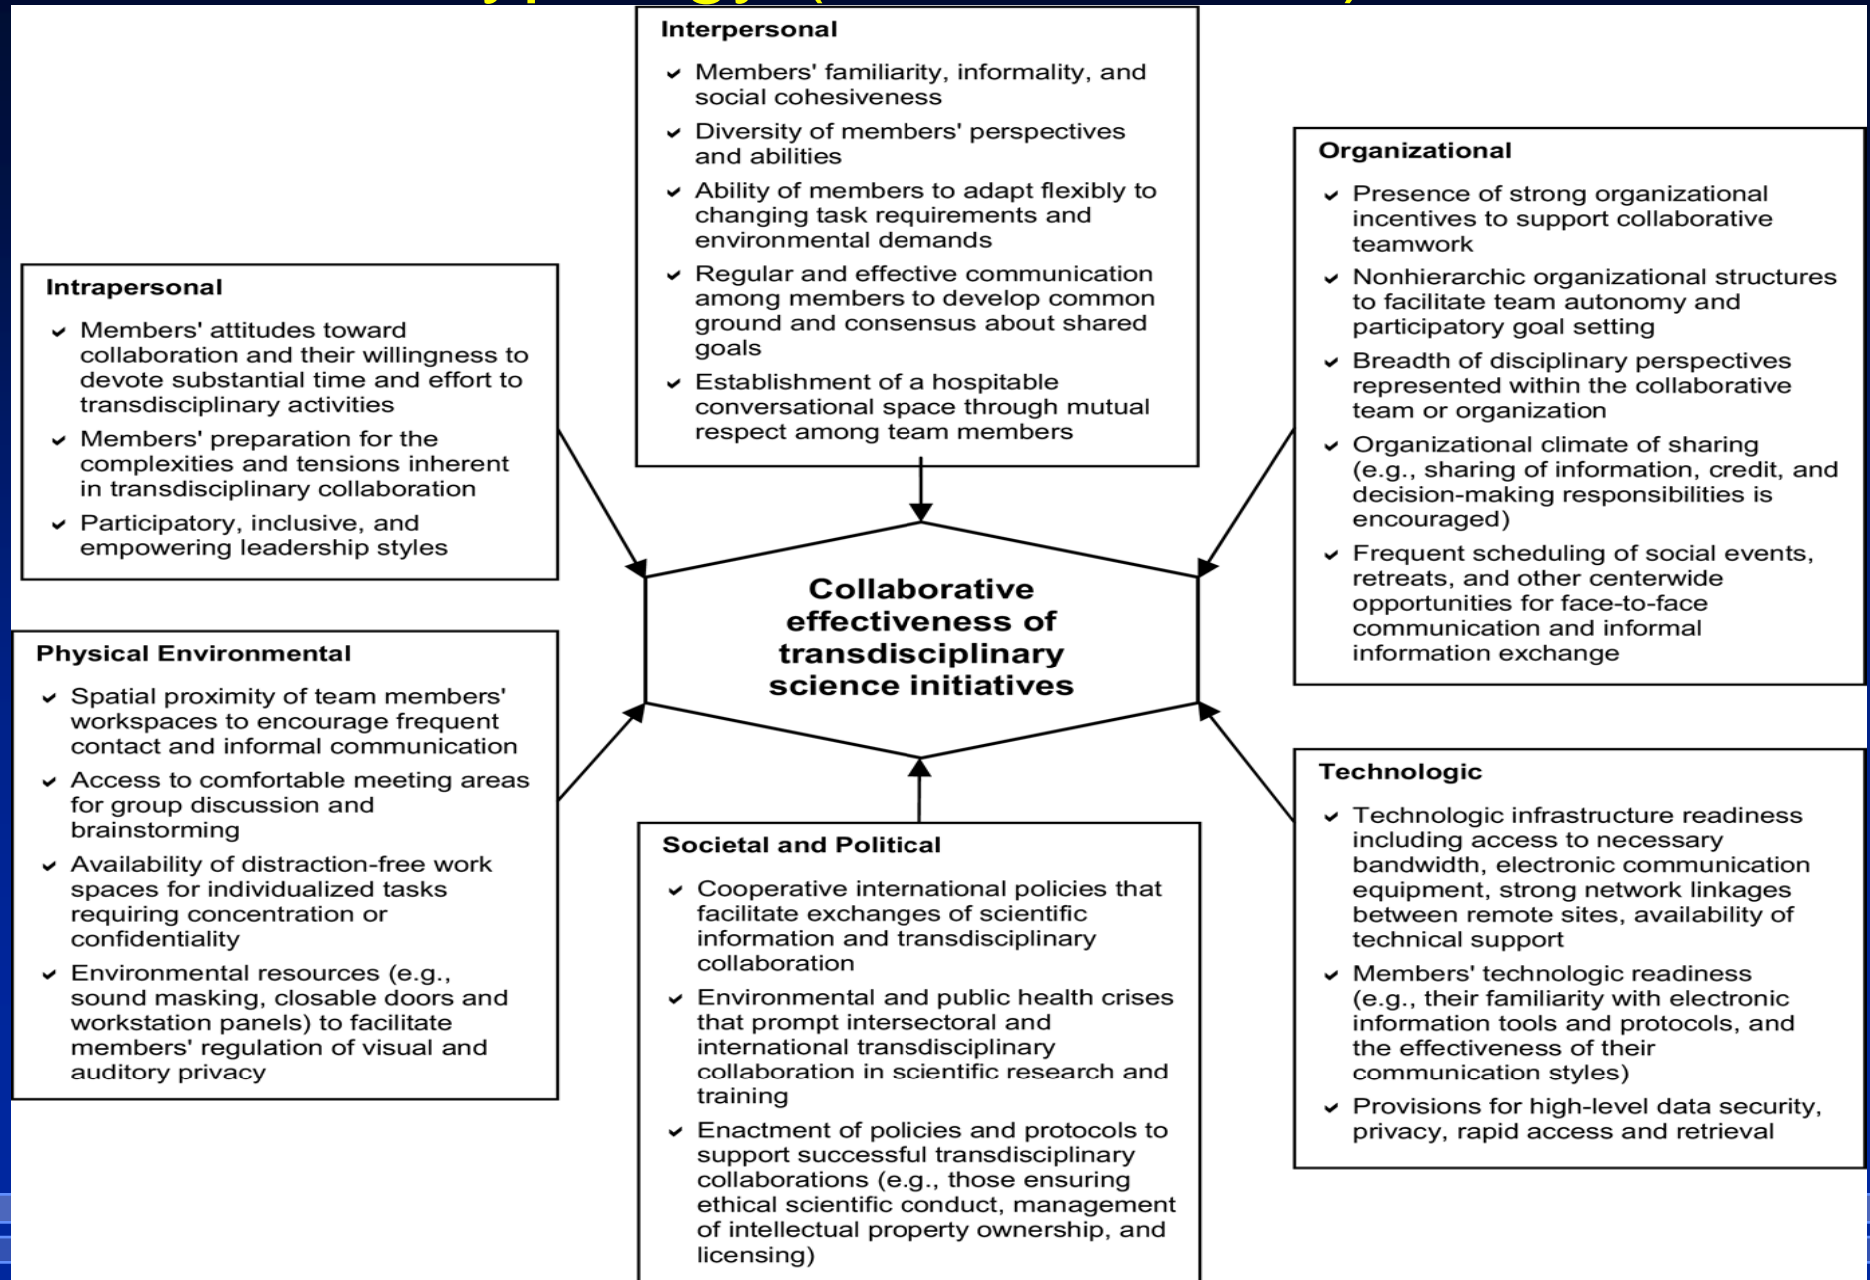 Interpersonal
✓ Members' familiarity, informality, and
social cohesiveness
✓ Diversity of members' perspectives
and abilities
✓ Ability of members to adapt flexibly to
changing task requirements and
environmental demands
✓ Regular and effective communication
among members to develop common
ground and consensus about shared
goals
✓ Establishment of a hospitable
conversational space through mutual
respect among team members
Organizational
✓ Presence of strong organizational
incentives to support collaborative
teamwork
✓ Nonhierarchic organizational structures
to facilitate team autonomy and
participatory goal setting
✓ Breadth of disciplinary perspectives
represented within the collaborative
team or organization
✓ Organizational climate of sharing
(e.g., sharing of information, credit, and
decision-making responsibilities is
encouraged)
✓ Frequent scheduling of social events,
retreats, and other centerwide
opportunities for face-to-face
communication and informal
information exchange
Intrapersonal
✓ Members' attitudes toward
collaboration and their willingness to
devote substantial time and effort to
transdisciplinary activities
✓ Members' preparation for the
complexities and tensions inherent
in transdisciplinary collaboration
✓ Participatory, inclusive, and
empowering leadership styles
Collaborative
effectiveness of
transdisciplinary
science initiatives
Physical Environmental
✓ Spatial proximity of team members'
workspaces to encourage frequent
contact and informal communication
✓ Access to comfortable meeting areas
for group discussion and
brainstorming
✓ Availability of distraction-free work
spaces for individualized tasks
requiring concentration or
confidentiality
✓ Environmental resources (e.g.,
sound masking, closable doors and
workstation panels) to facilitate
members' regulation of visual and
auditory privacy
Societal and Political
✓ Cooperative international policies that
facilitate exchanges of scientific
information and transdisciplinary
collaboration
✓ Environmental and public health crises
that prompt intersectoral and
international transdisciplinary
collaboration in scientific research and
training
✓ Enactment of policies and protocols to
support successful transdisciplinary
collaborations (e.g., those ensuring
ethical scientific conduct, management
of intellectual property ownership, and
licensing)
Technologic
✓ Technologic infrastructure readiness
including access to necessary
bandwidth, electronic communication
equipment, strong network linkages
between remote sites, availability of
technical support
✓ Members' technologic readiness
(e.g., their familiarity with electronic
information tools and protocols, and
the effectiveness of their
communication styles)
✓ Provisions for high-level data security,
privacy, rapid access and retrieval